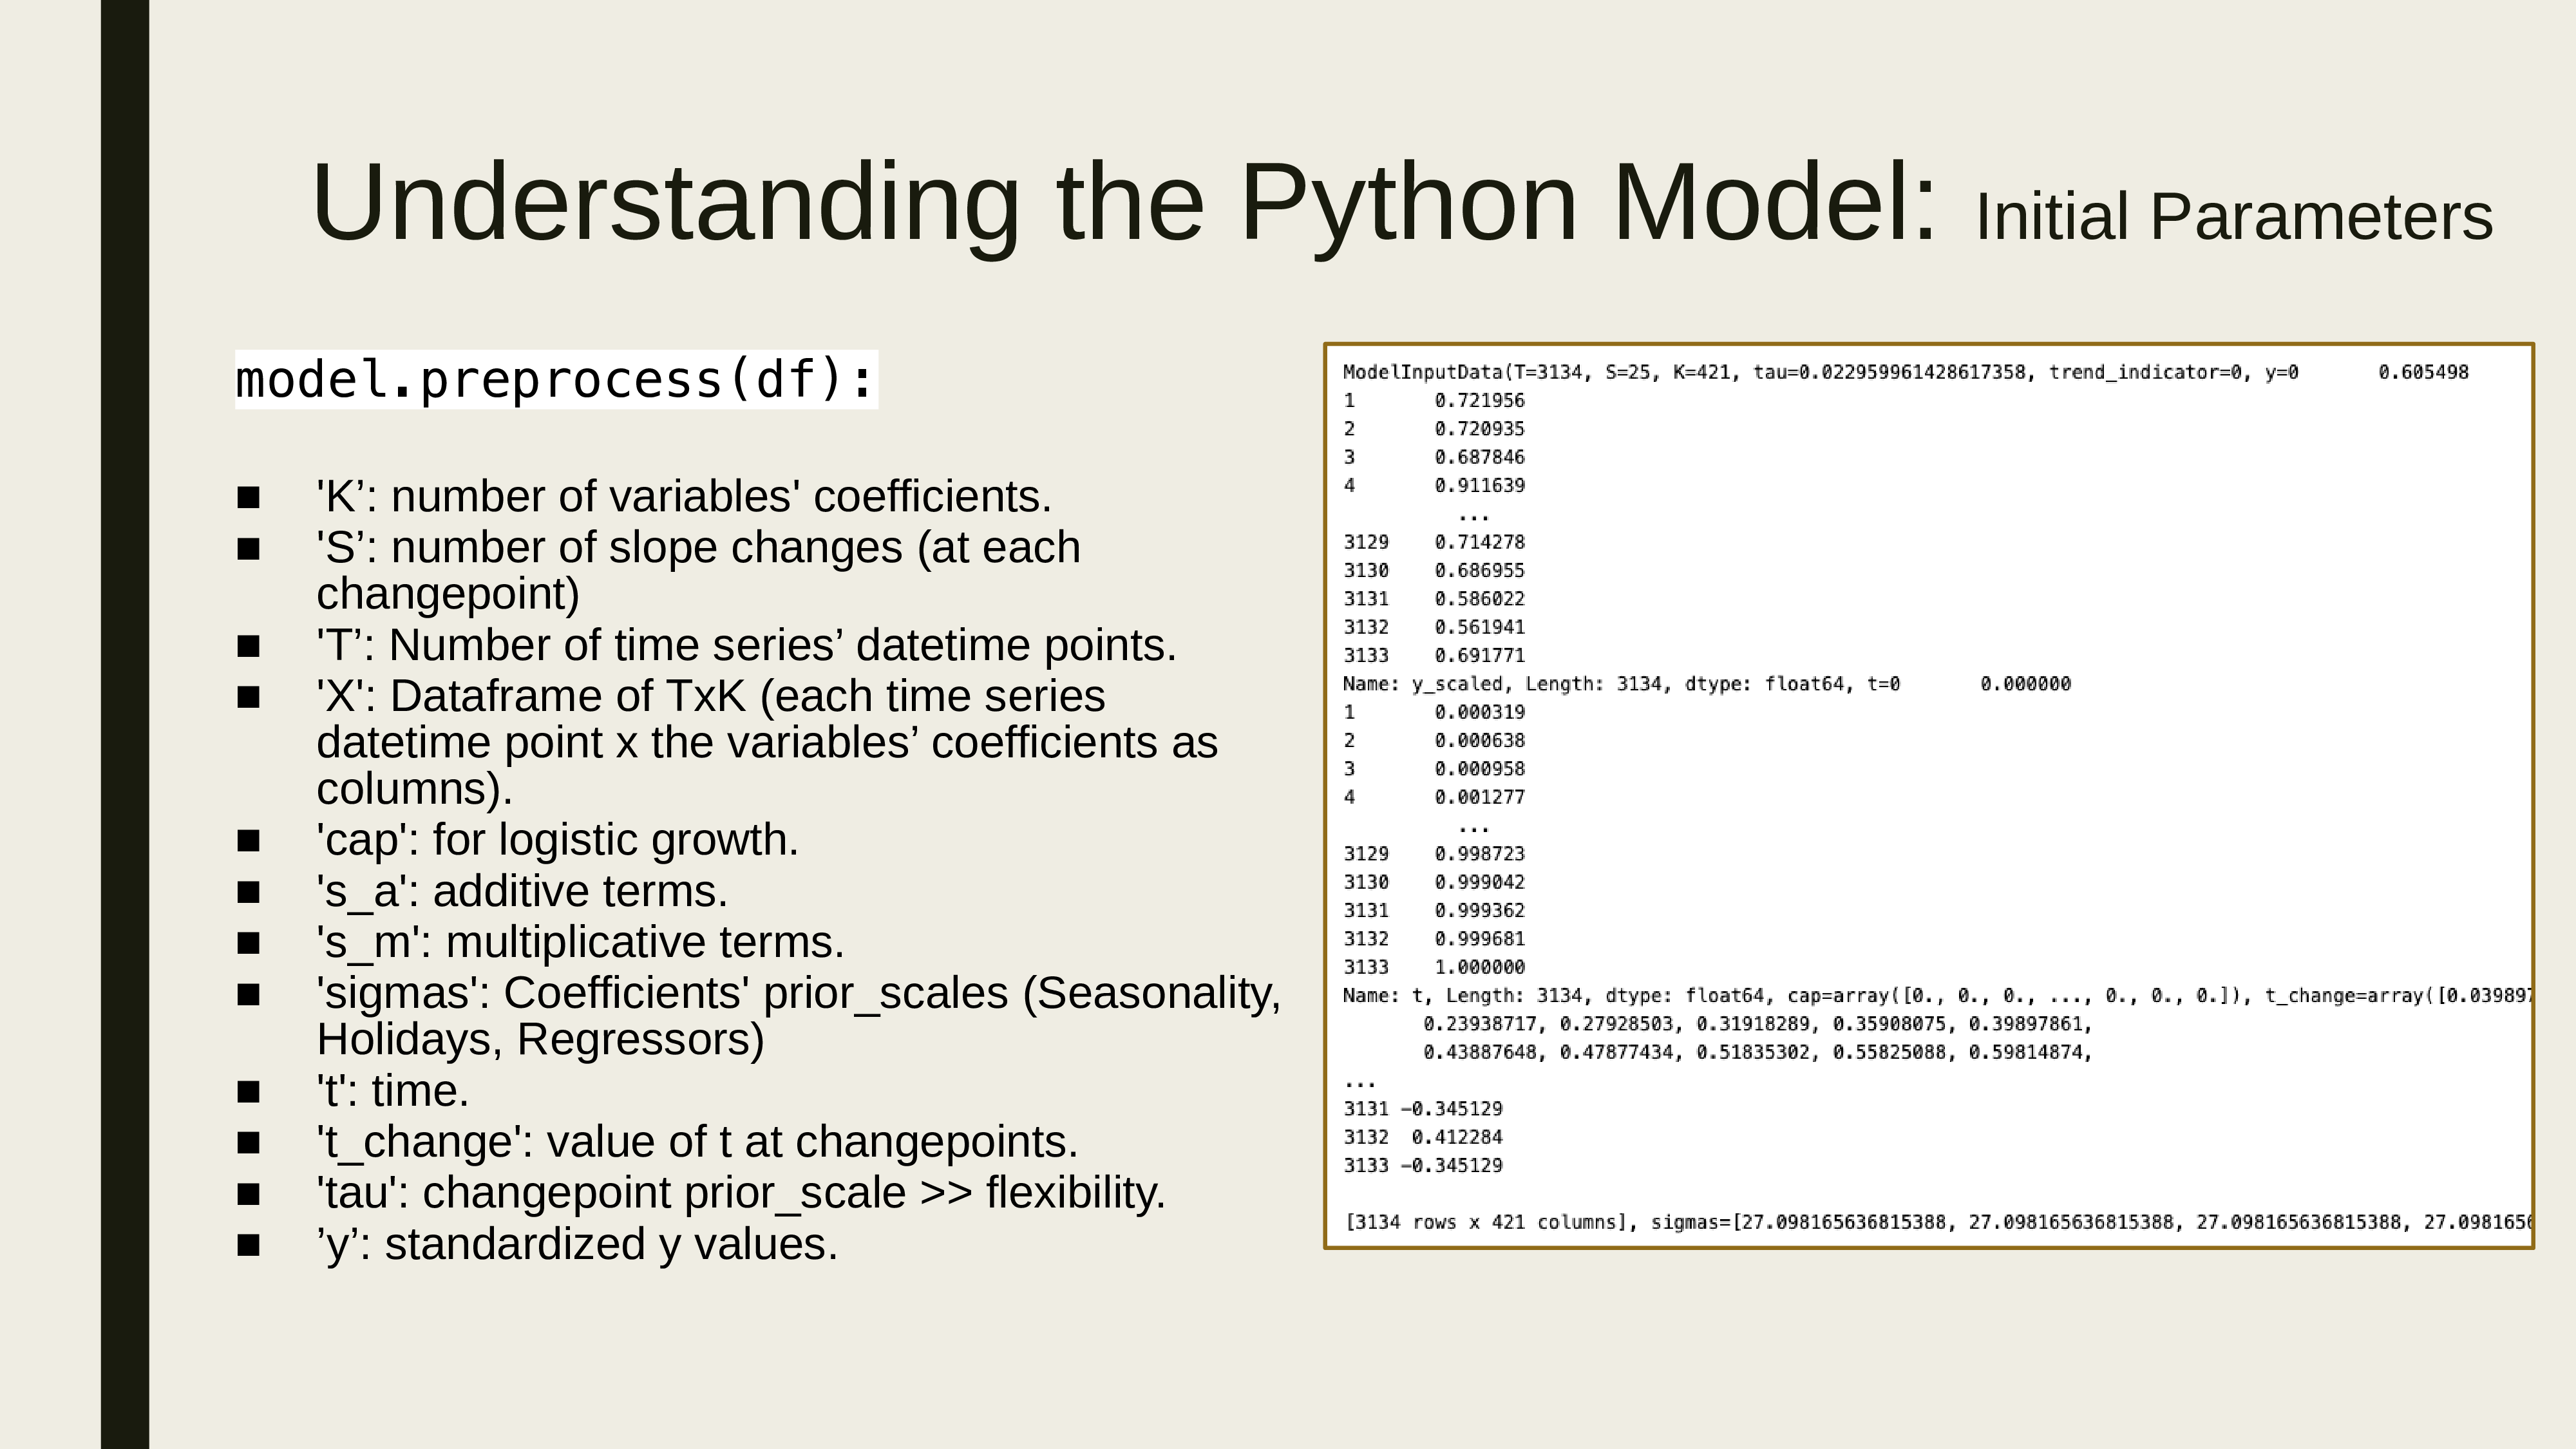 Understanding the Python Model: Initial Parameters
model.preprocess(df):
■ 'K’: number of variables' coefficients.
■ 'S’: number of slope changes (at each
changepoint)
■ 'T’: Number of time series’ datetime points.
■ 'X': Dataframe of TxK (each time series
datetime point x the variables’ coefficients as
columns).
■ 'cap': for logistic growth.
■ 's_a': additive terms.
■ 's_m': multiplicative terms.
■ 'sigmas': Coefficients' prior_scales (Seasonality,
Holidays, Regressors)
■ 't': time.
■ 't_change': value of t at changepoints.
■ 'tau': changepoint prior_scale >> flexibility.
■ ’y’: standardized y values.
ModelInputData(T=3134, S=25, K=421, tau=0.022959961428617358, trend_indicator=0, y=0 0.605498
1 0.721956
2 0.720935
3 0.687846
4 0.911639
...
3129 0.714278
3130 0.686955
3131 0.586022
3132 0.561941
3133 0.691771
Name: y_scaled, Length: 3134, dtype: float64, t=0 0.000000
1 0.000319
2 0.000638
3 0.000958
4 0.001277
...
3129 0.998723
3130 0.999042
3131 0.999362
3132 0.999681
3133 1.000000
Name: t, Length: 3134, dtype: float64, cap=array([0., 0., 0., ..., 0., 0., 0.]), t_change=array([0.039897
0.23938717, 0.27928503, 0.31918289, 0.35908075, 0.39897861,
0.43887648, 0.47877434, 0.51835302, 0.55825088, 0.59814874,
...
3131 −0.345129
3132 0.412284
3133 −0.345129
[3134 rows x 421 columns], sigmas=[27.098165636815388, 27.098165636815388, 27.098165636815388, 27.0981656